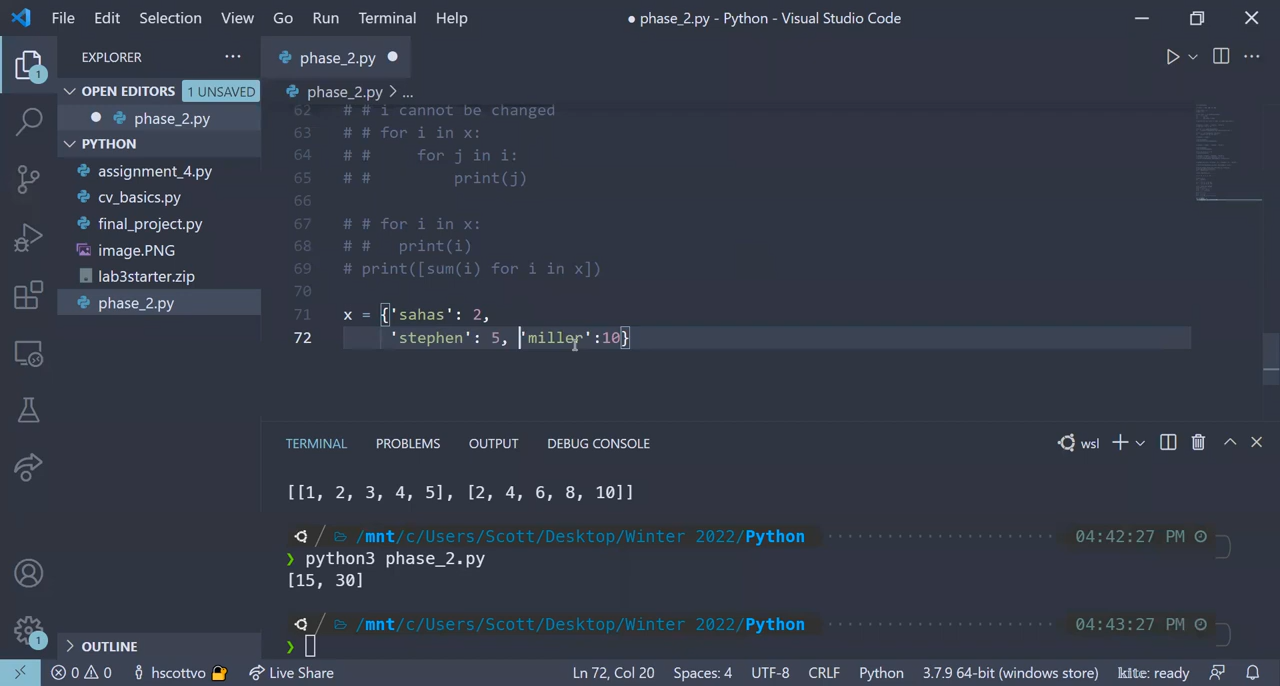 File Edit Selection View Go Run Terminal Help
● phase_2.py - Python - Visual Studio Code
EXPLORER ...
phase_2.py ●
OPEN EDITORS 1 UNSAVED
● phase_2.py
PYTHON
assignment_4.py
cv_basics.py
final_project.py
image.PNG
lab3starter.zip
phase_2.py
OUTLINE
1
1
phase_2.py > ...
62 # # i cannot be changed
63 # # for i in x:
64 # #     for j in i:
65 # #         print(j)
66
67 # # for i in x:
68 # #   print(i)
69 # print([sum(i) for i in x])
70
71 x = {'sahas': 2,
72      'stephen': 5, 'miller':10}
TERMINAL PROBLEMS OUTPUT DEBUG CONSOLE
wsl
[[1, 2, 3, 4, 5], [2, 4, 6, 8, 10]]
/mnt/c/Users/Scott/Desktop/Winter 2022/Python 04:42:27 PM
❯ python3 phase_2.py
[15, 30]
/mnt/c/Users/Scott/Desktop/Winter 2022/Python 04:43:27 PM
❯
0 0 hscottvo Live Share Ln 72, Col 20 Spaces: 4 UTF-8 CRLF Python 3.7.9 64-bit (windows store) kite: ready